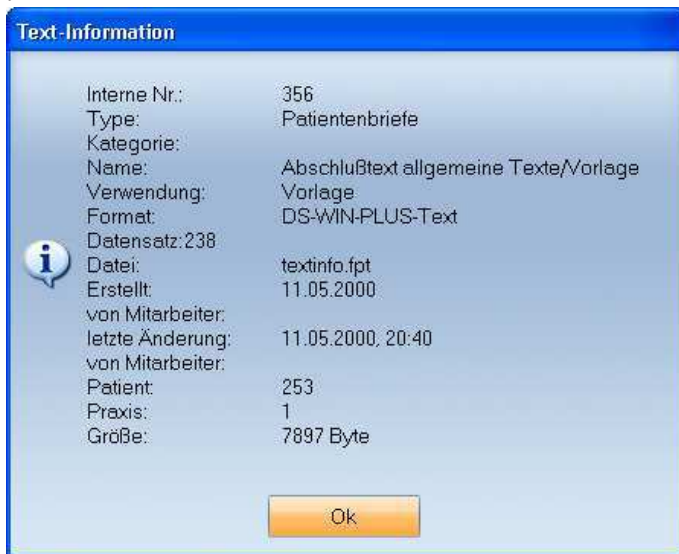 Text-Information
Interne Nr.: 356
Type: Patientenbriefe
Kategorie:
Name: Abschlußtext allgemeine Texte/Vorlage
Verwendung: Vorlage
Format: DS-WIN-PLUS-Text
Datensatz:238
Datei: textinfo.fpt
Erstellt: 11.05.2000
von Mitarbeiter:
letzte Änderung: 11.05.2000, 20:40
von Mitarbeiter:
Patient: 253
Praxis: 1
Größe: 7897 Byte
Ok